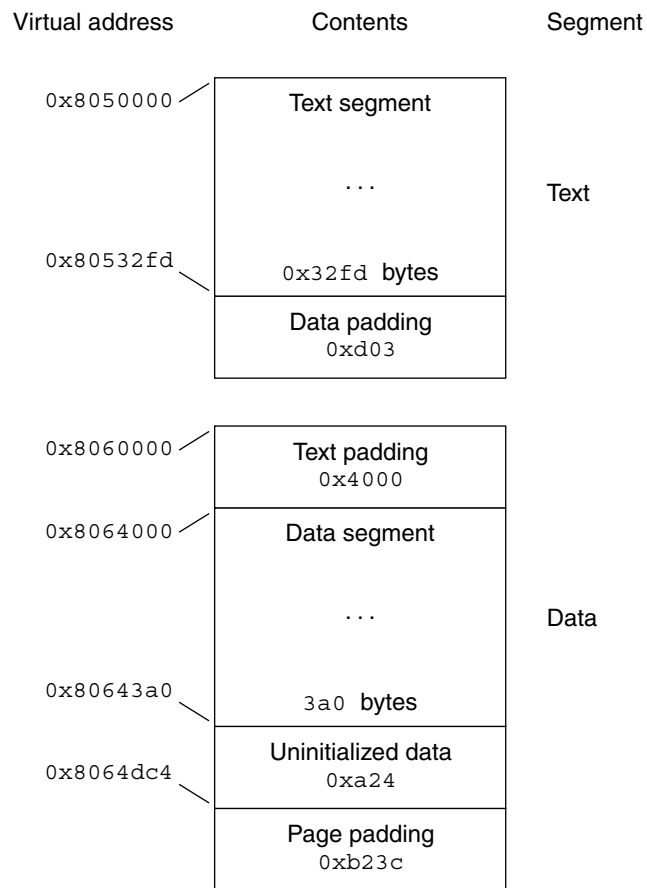 Virtual address Contents Segment
0x8050000
Text segment
. . .
Text
0x80532fd
0x32fd bytes
Data padding
0xd03
0x8060000
Text padding
0x4000
0x8064000
Data segment
. . .
Data
0x80643a0
3a0 bytes
Uninitialized data
0x8064dc4
0xa24
Page padding
0xb23c